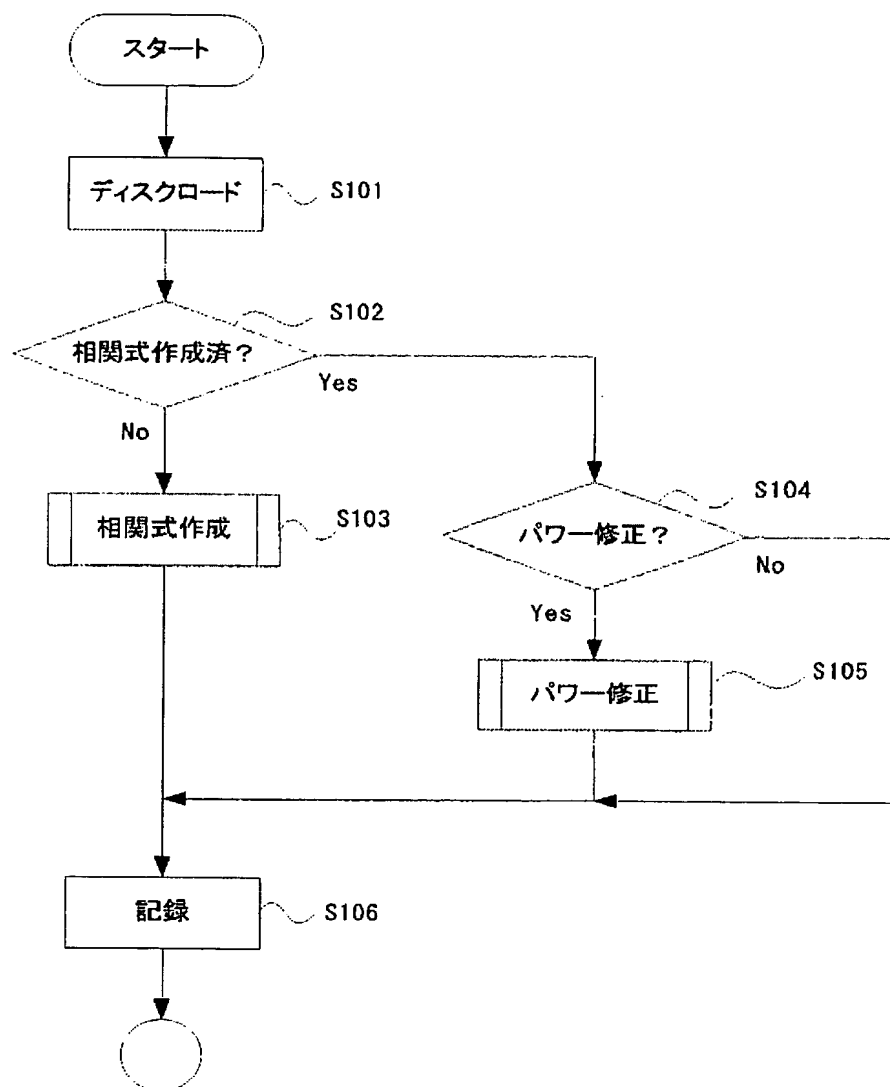 スタート
ディスクロード
S101
S102
相関式作成済？
Yes
No
相関式作成
S103
S104
パワー修正？
No
Yes
パワー修正
S105
記録
S106